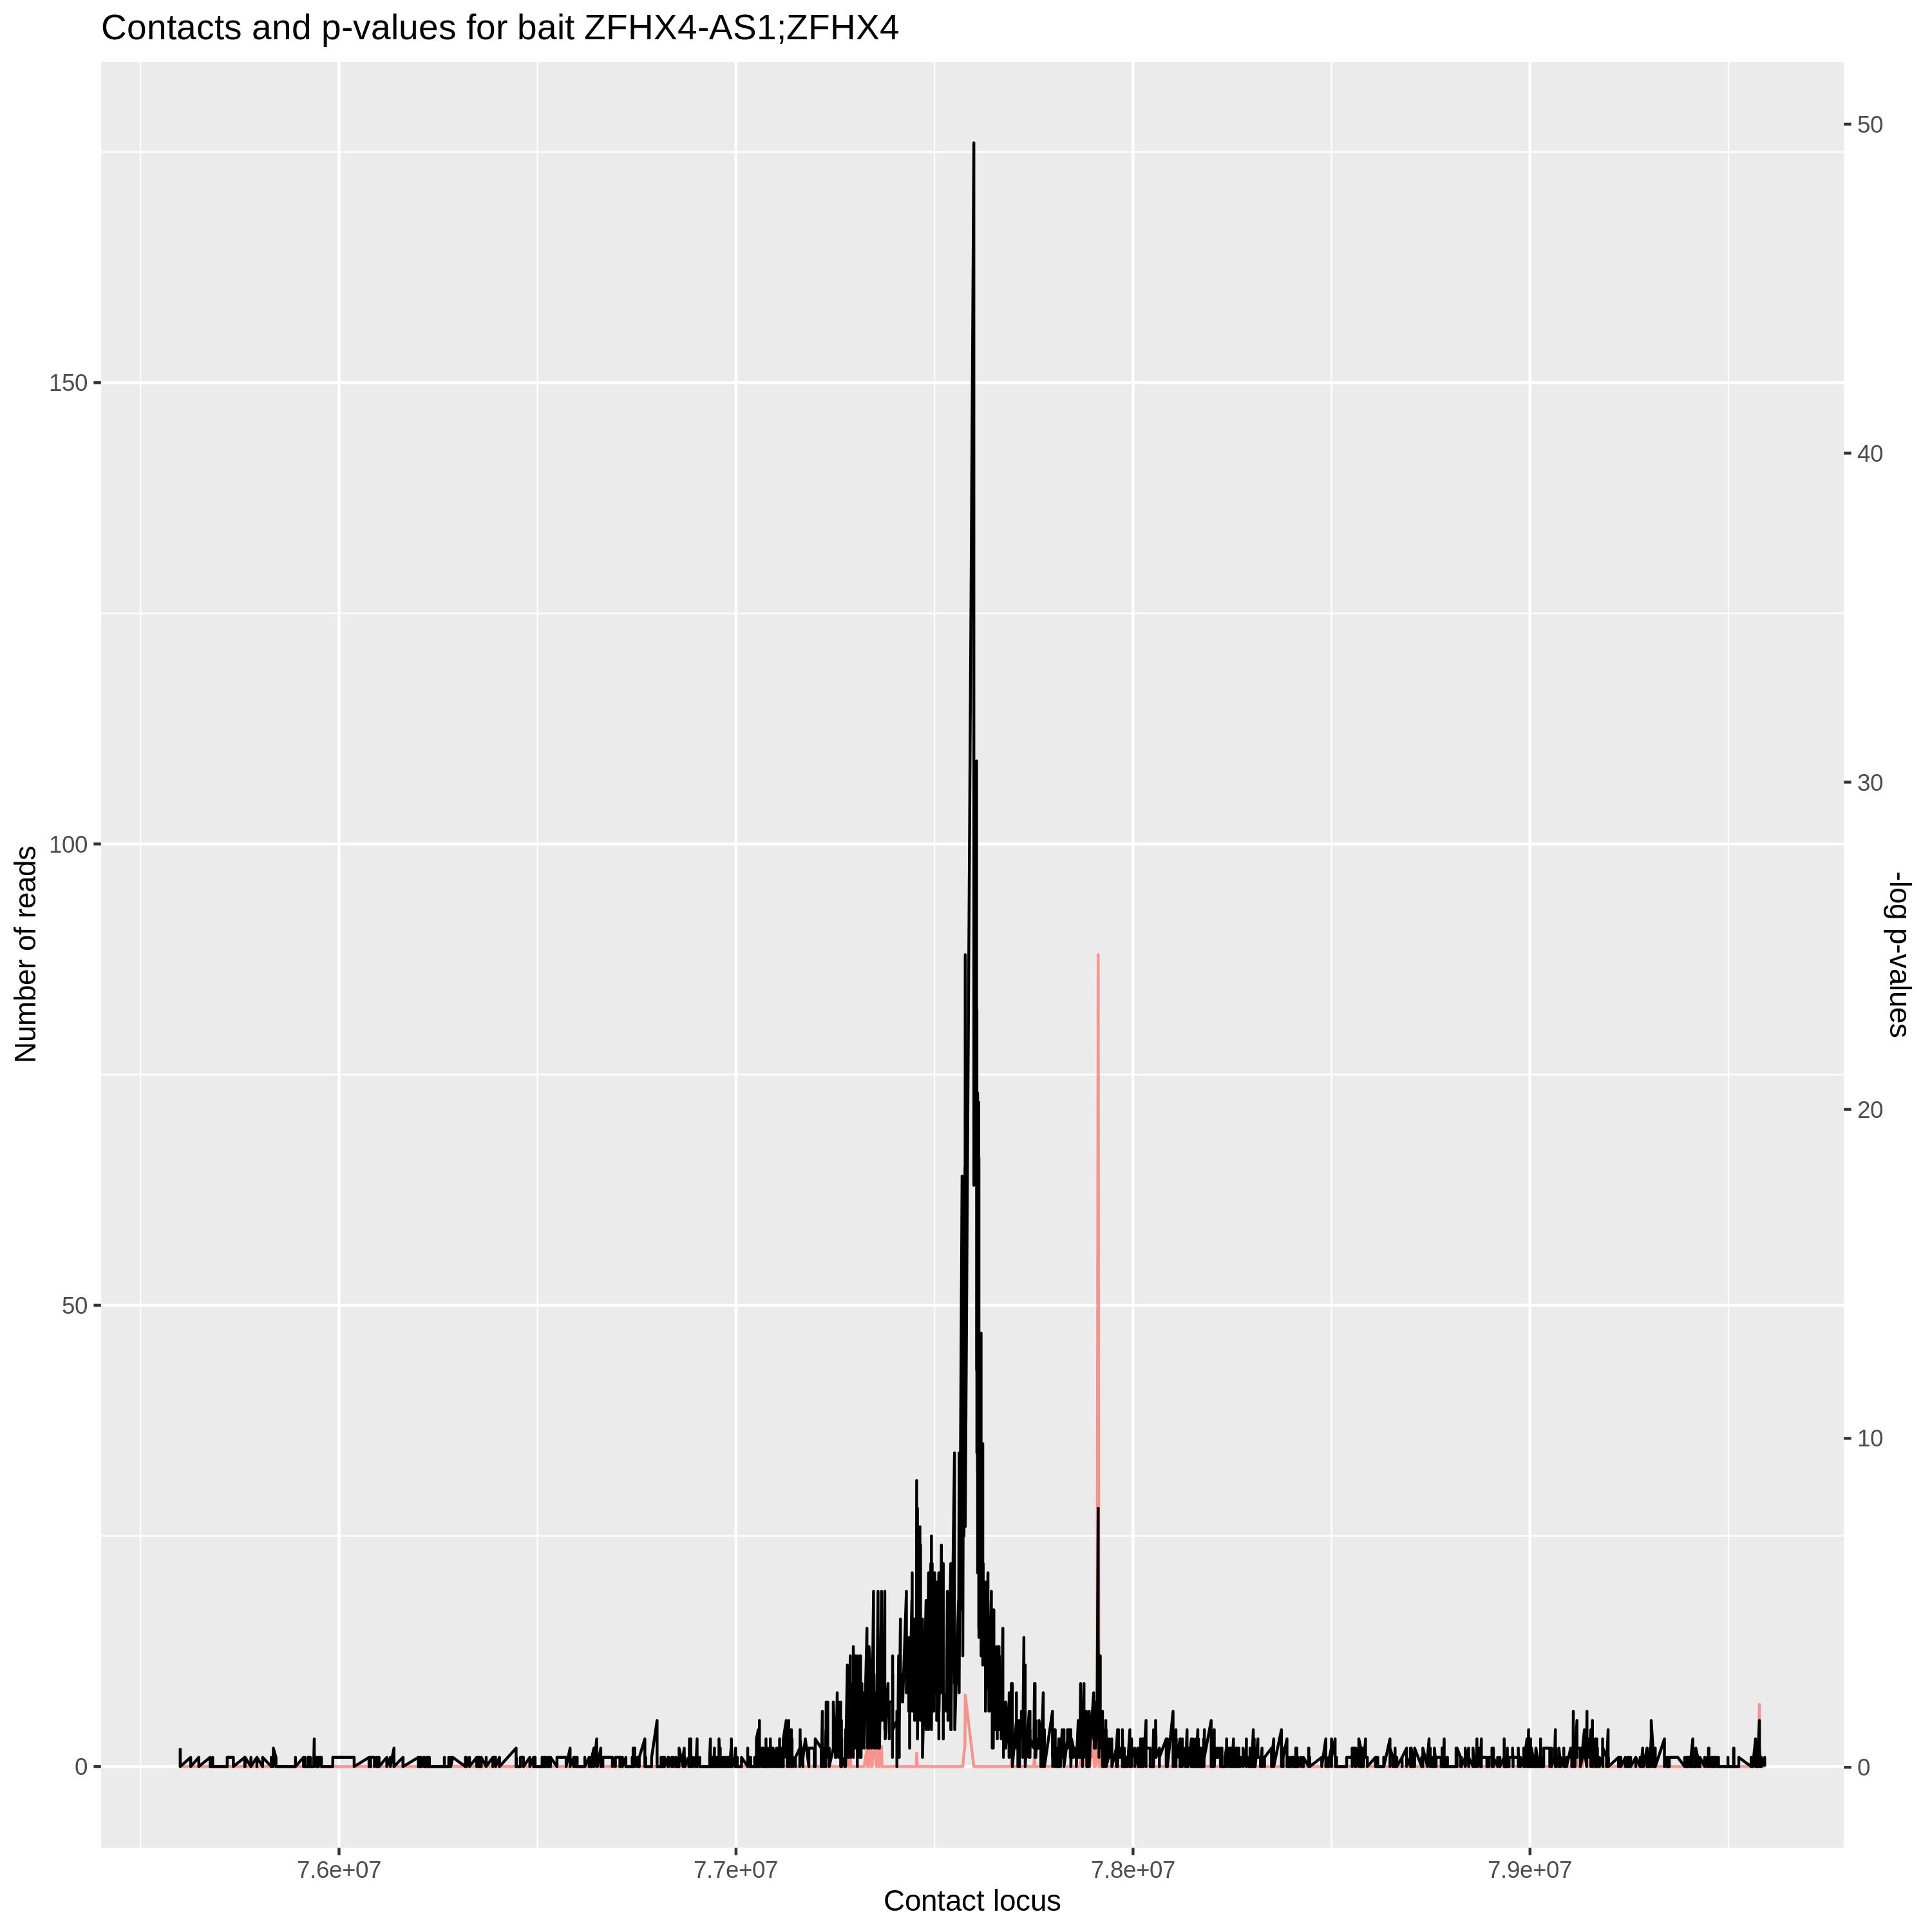 Contacts and p-values for bait ZFHX4-AS1;ZFHX4
50
40
30
20
10
0
150
100
50
0
Number of reads
-log p-values
7.6e+07
7.7e+07
7.8e+07
7.9e+07
Contact locus